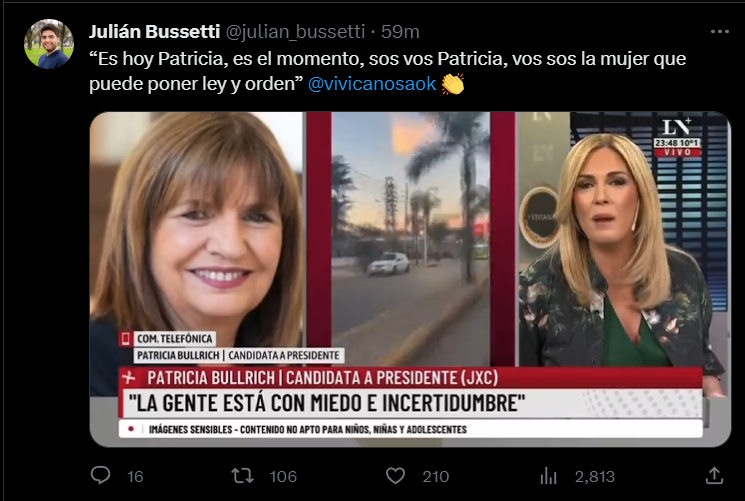 Julián Bussetti @julian_bussetti · 59m
“Es hoy Patricia, es el momento, sos vos Patricia, vos sos la mujer que
puede poner ley y orden” @vivicanosaok 👏
LN+
23:48 10°1
VIVO
+VIVIANA
COM. TELEFÓNICA
PATRICIA BULLRICH | CANDIDATA A PRESIDENTE
PATRICIA BULLRICH | CANDIDATA A PRESIDENTE (JXC)
"LA GENTE ESTÁ CON MIEDO E INCERTIDUMBRE"
IMÁGENES SENSIBLES - CONTENIDO NO APTO PARA NIÑOS, NIÑAS Y ADOLESCENTES
16 106 210 2,813